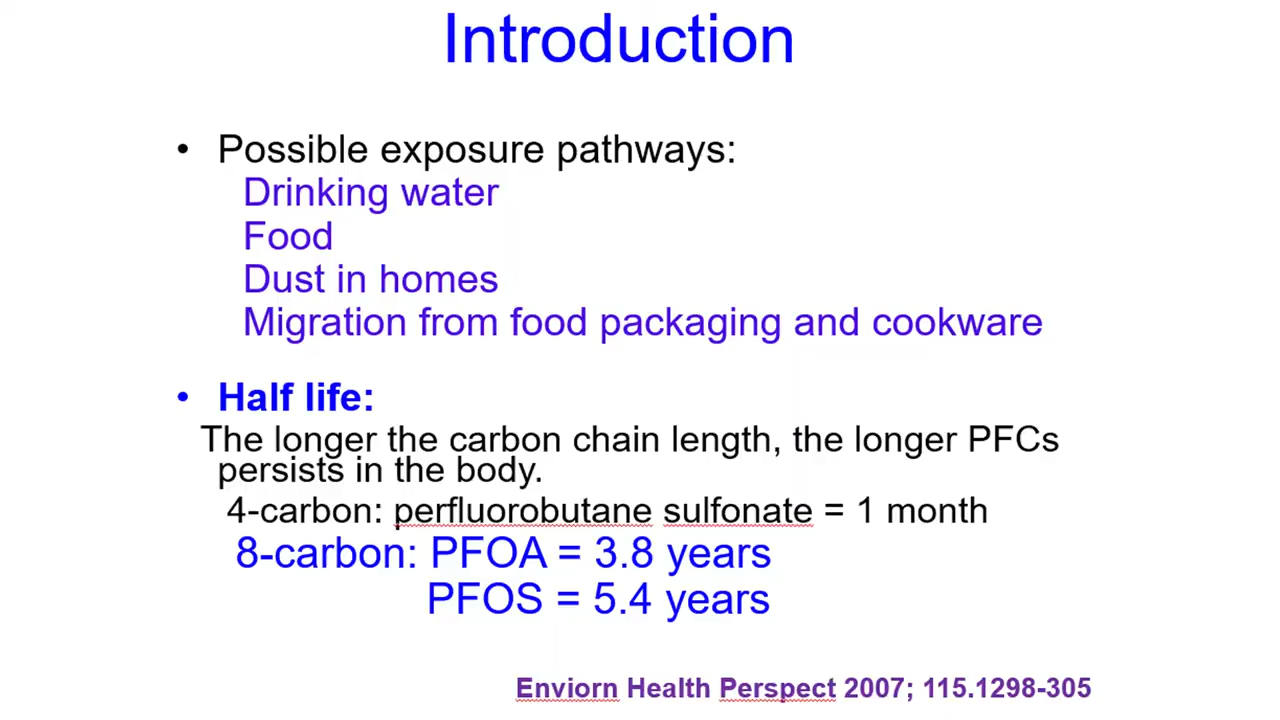 Introduction
• Possible exposure pathways:
Drinking water
Food
Dust in homes
Migration from food packaging and cookware
• Half life:
The longer the carbon chain length, the longer PFCs
persists in the body.
4-carbon: perfluorobutane sulfonate = 1 month
8-carbon: PFOA = 3.8 years
PFOS = 5.4 years
Enviorn Health Perspect 2007; 115.1298-305